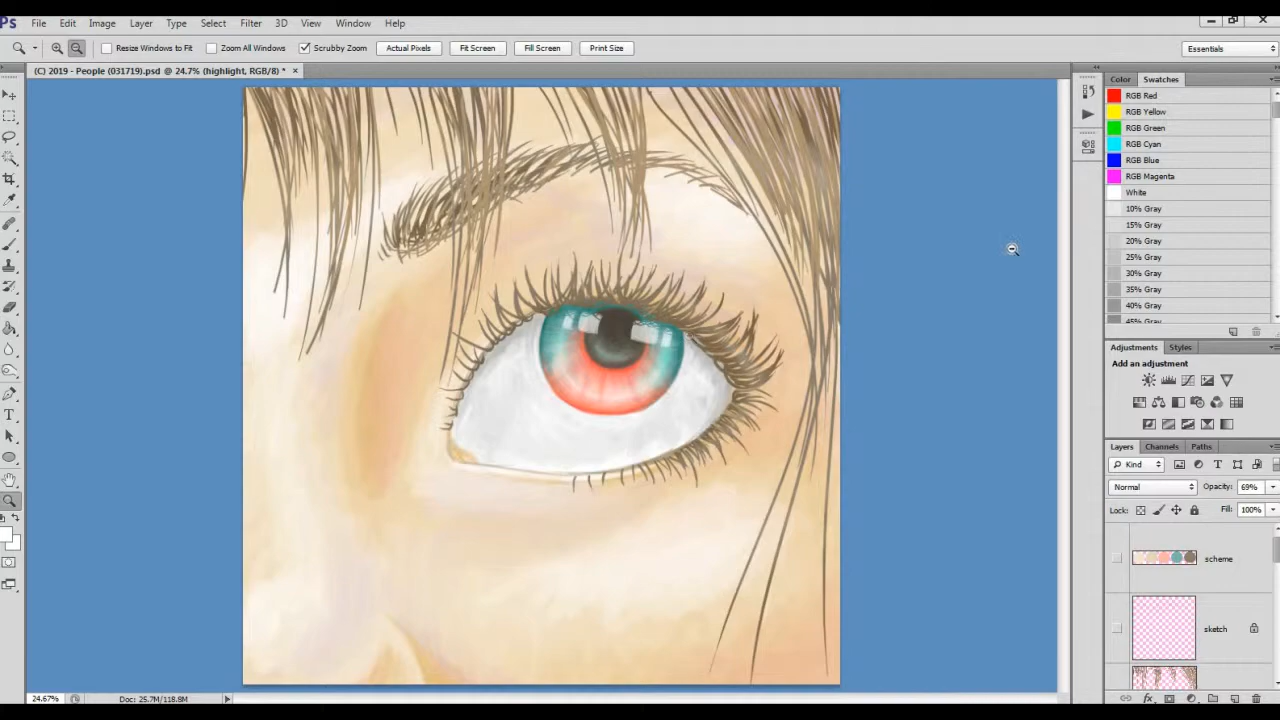 Ps File Edit Image Layer Type Select Filter 3D View Window Help
Resize Windows to Fit Zoom All Windows Scrubby Zoom Actual Pixels Fit Screen Fill Screen Print Size Essentials
(C) 2019 - People (031719).psd @ 24.7% (highlight, RGB/8) * ×
Color Swatches
RGB Red
RGB Yellow
RGB Green
RGB Cyan
RGB Blue
RGB Magenta
White
10% Gray
15% Gray
20% Gray
25% Gray
30% Gray
35% Gray
40% Gray
45% Gray
Adjustments Styles
Add an adjustment
Layers Channels Paths
Kind
Normal Opacity: 69%
Lock: Fill: 100%
scheme
sketch
24.67% Doc: 25.7M/118.8M